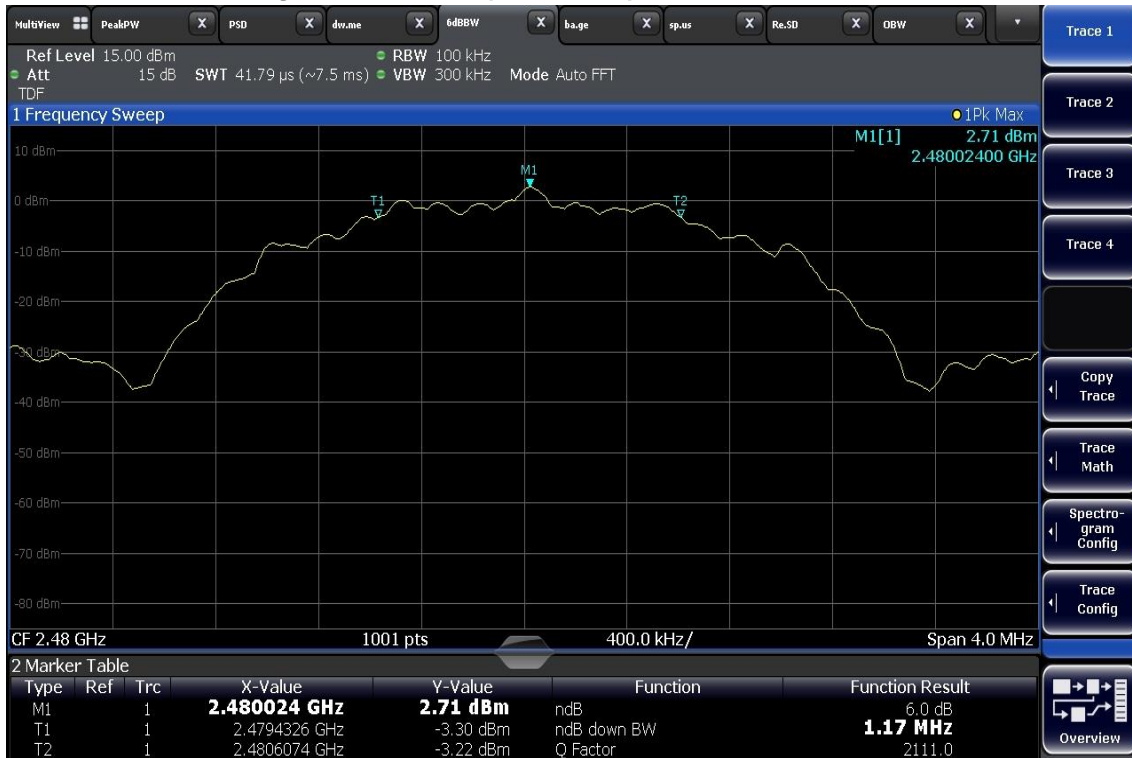 MultiView PeakPW X PSD X dw.me X 6dBBW X ba.ge X sp.us X Re.SD X OBW X
Ref Level 15.00 dBm RBW 100 kHz
Att 15 dB SWT 41.79 µs (~7.5 ms) VBW 300 kHz Mode Auto FFT
TDF
1 Frequency Sweep 1Pk Max
M1[1] 2.71 dBm
2.48002400 GHz
10 dBm
M1
0 dBm
T1 T2
-10 dBm
-20 dBm
-30 dBm
-40 dBm
-50 dBm
-60 dBm
-70 dBm
-80 dBm
CF 2.48 GHz 1001 pts 400.0 kHz/ Span 4.0 MHz
2 Marker Table
Type Ref Trc X-Value Y-Value Function Function Result
M1 1 2.480024 GHz 2.71 dBm ndB 6.0 dB
T1 1 2.4794326 GHz -3.30 dBm ndB down BW 1.17 MHz
T2 1 2.4806074 GHz -3.22 dBm Q Factor 2111.0
Trace 1
Trace 2
Trace 3
Trace 4
Copy
Trace
Trace
Math
Spectro-
gram
Config
Trace
Config
Overview